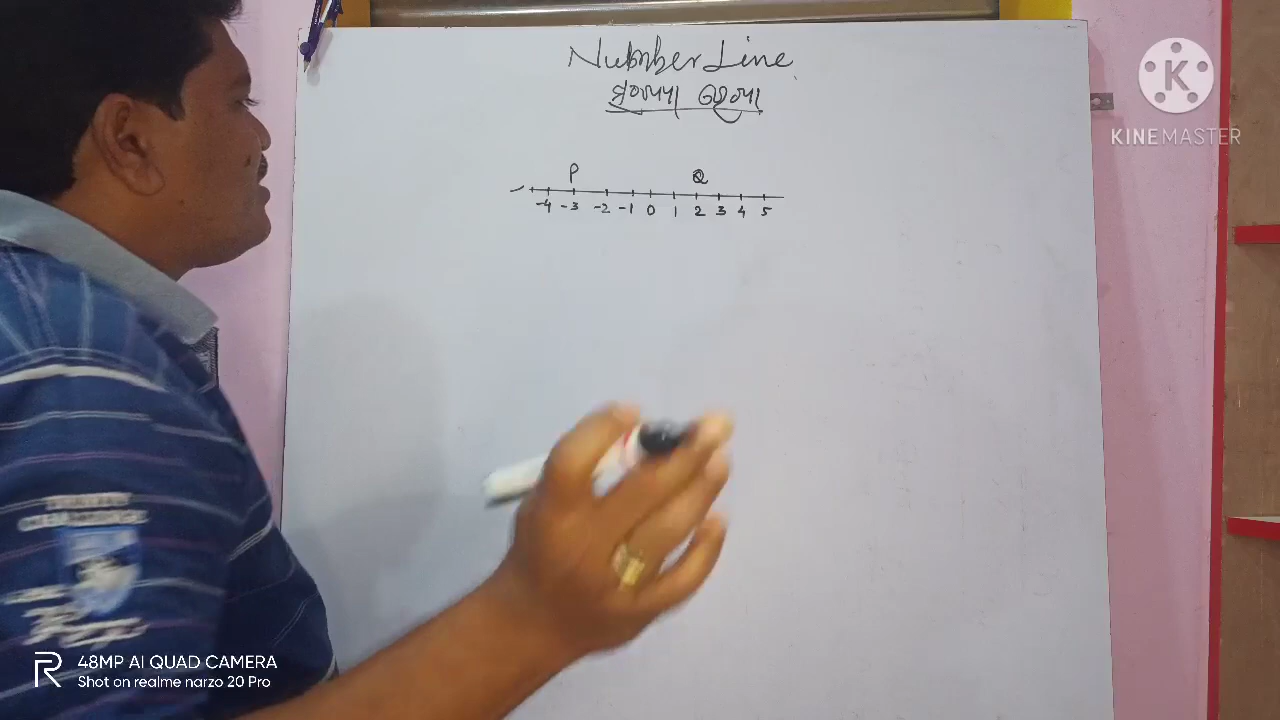 Number Line
ସଂଖ୍ୟା ରେଖା
P Q
-4 -3 -2 -1 0 1 2 3 4 5
K
KINEMASTER
R
48MP AI QUAD CAMERA
Shot on realme narzo 20 Pro